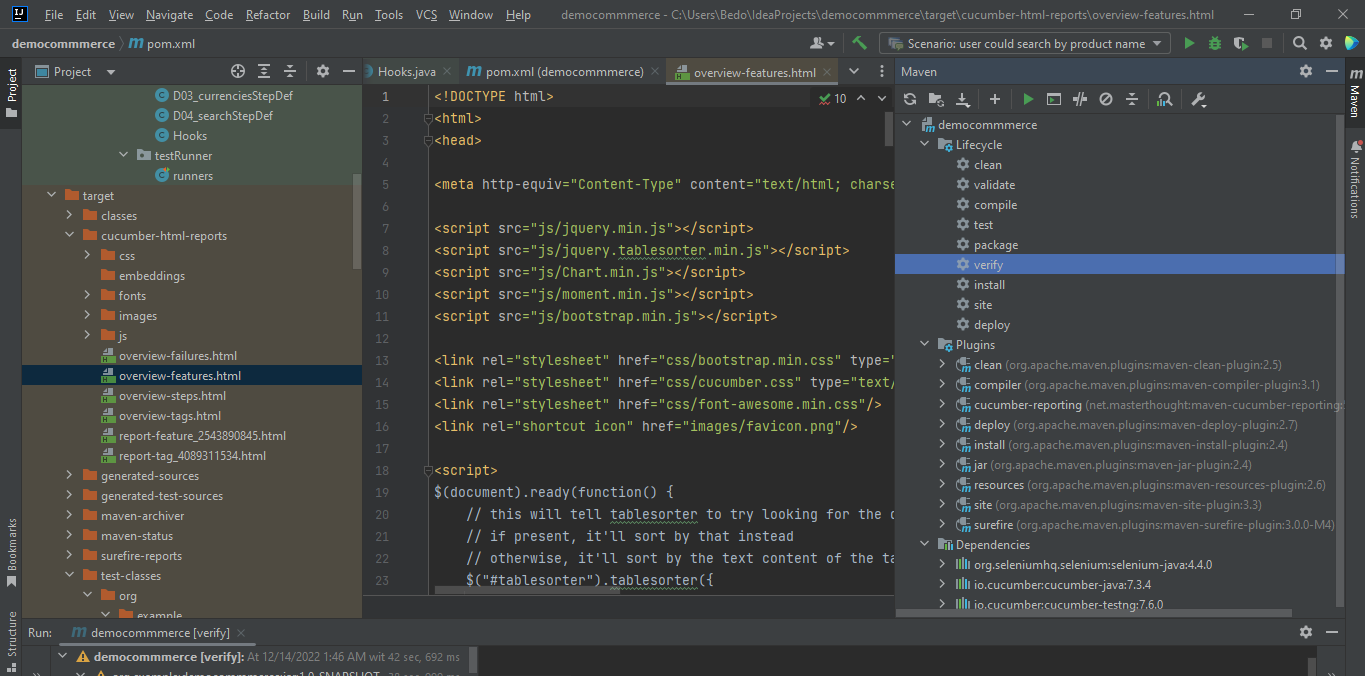 File Edit View Navigate Code Refactor Build Run Tools VCS Window Help democommmerce - C:\Users\Bedo\IdeaProjects\democommmerce\target\cucumber-html-reports\overview-features.html
democommmerce pom.xml Scenario: user could search by product name
Project
Project
D03_currenciesStepDef
D04_searchStepDef
Hooks
testRunner
runners
target
classes
cucumber-html-reports
css
embeddings
fonts
images
js
overview-failures.html
overview-features.html
overview-steps.html
overview-tags.html
report-feature_2543890845.html
report-tag_4089311534.html
generated-sources
generated-test-sources
maven-archiver
maven-status
surefire-reports
test-classes
org
example
Bookmarks
Structure
Hooks.java pom.xml (democommmerce) overview-features.html
10
1 <!DOCTYPE html>
2 <html>
3 <head>
4
5 <meta http-equiv="Content-Type" content="text/html; charse
6
7 <script src="js/jquery.min.js"></script>
8 <script src="js/jquery.tablesorter.min.js"></script>
9 <script src="js/Chart.min.js"></script>
10 <script src="js/moment.min.js"></script>
11 <script src="js/bootstrap.min.js"></script>
12
13 <link rel="stylesheet" href="css/bootstrap.min.css" type="
14 <link rel="stylesheet" href="css/cucumber.css" type="text/
15 <link rel="stylesheet" href="css/font-awesome.min.css"/>
16 <link rel="shortcut icon" href="images/favicon.png"/>
17
18 <script>
19 $(document).ready(function() {
20 // this will tell tablesorter to try looking for the d
21 // if present, it'll sort by that instead
22 // otherwise, it'll sort by the text content of the ta
23 $("#tablesorter").tablesorter({
Maven
democommmerce
Lifecycle
clean
validate
compile
test
package
verify
install
site
deploy
Plugins
clean (org.apache.maven.plugins:maven-clean-plugin:2.5)
compiler (org.apache.maven.plugins:maven-compiler-plugin:3.1)
cucumber-reporting (net.masterthought:maven-cucumber-reporting:
deploy (org.apache.maven.plugins:maven-deploy-plugin:2.7)
install (org.apache.maven.plugins:maven-install-plugin:2.4)
jar (org.apache.maven.plugins:maven-jar-plugin:2.4)
resources (org.apache.maven.plugins:maven-resources-plugin:2.6)
site (org.apache.maven.plugins:maven-site-plugin:3.3)
surefire (org.apache.maven.plugins:maven-surefire-plugin:3.0.0-M4)
Dependencies
org.seleniumhq.selenium:selenium-java:4.4.0
io.cucumber:cucumber-java:7.3.4
io.cucumber:cucumber-testng:7.6.0
Maven
Notifications
Run: democommmerce [verify]
democommmerce [verify]: At 12/14/2022 1:46 AM wit 42 sec, 692 ms